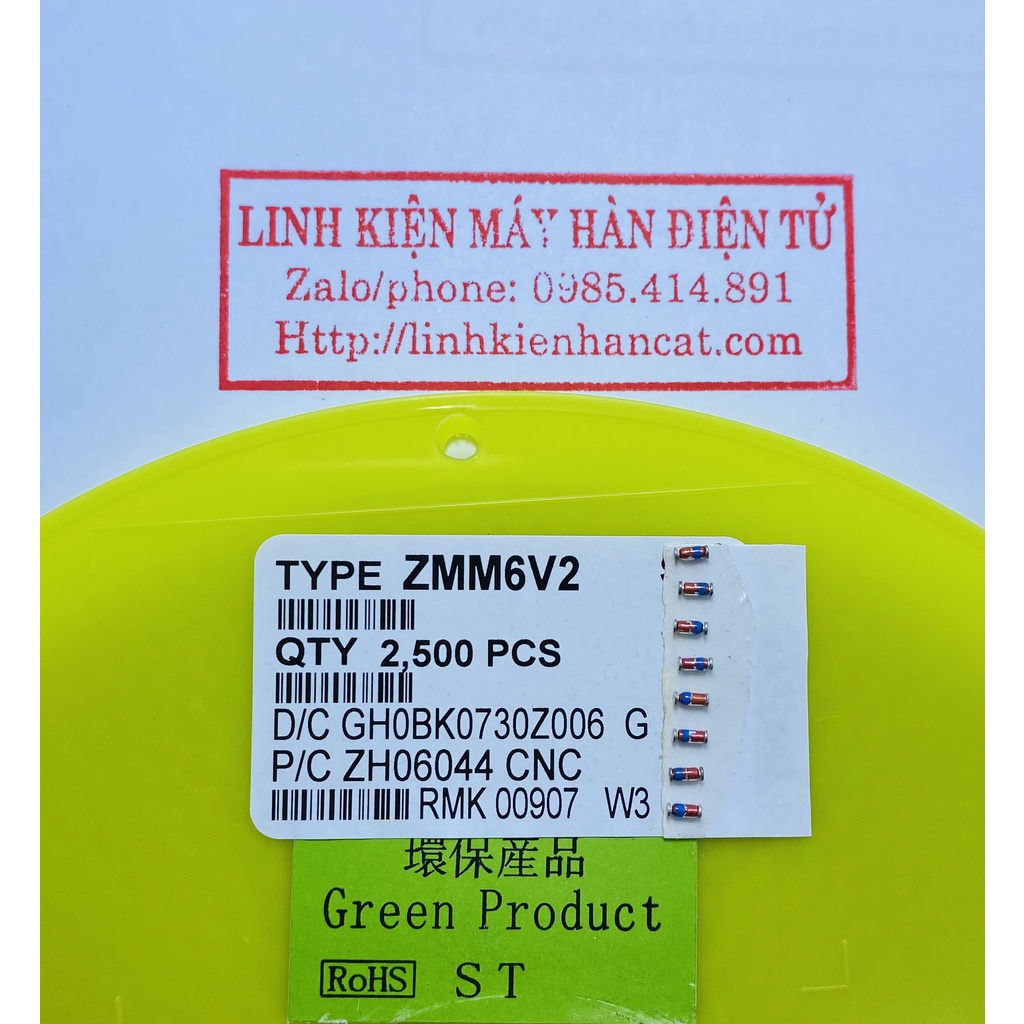 LINH KIỆN MÁY HÀN ĐIỆN TỬ
Zalo/phone: 0985.414.891
Http://linhkienhancat.com
TYPE ZMM6V2
QTY 2,500 PCS
D/C GH0BK0730Z006 G
P/C ZH06044 CNC
RMK 00907 W3
環保産品
Green Product
RoHS ST